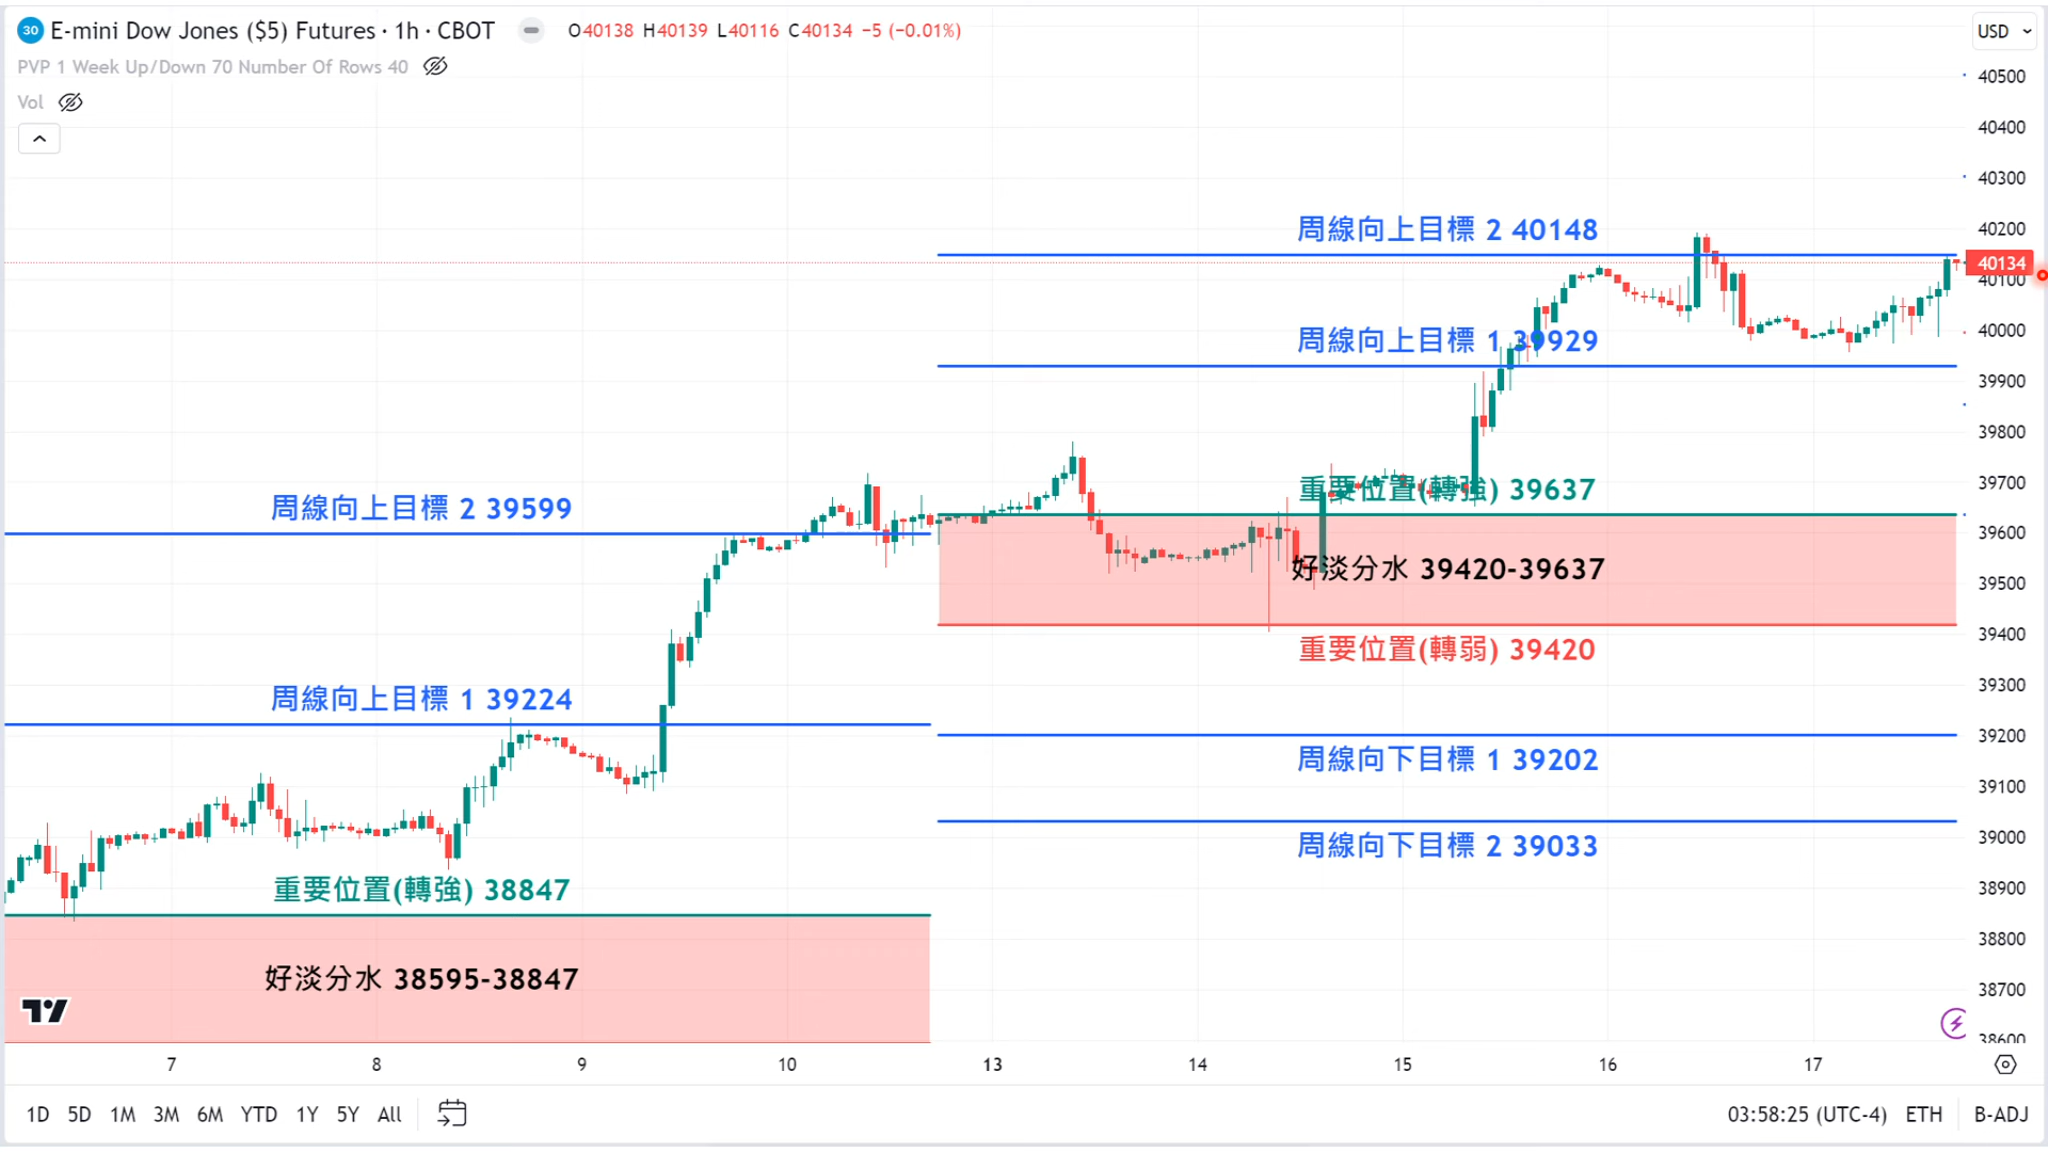 30 E-mini Dow Jones ($5) Futures · 1h · CBOT O40138 H40139 L40116 C40134 −5 (−0.01%)
USD
PVP 1 Week Up/Down 70 Number Of Rows 40
Vol
40500
40400
40300
40200
40134
40100
40000
39900
39800
39700
39600
39500
39400
39300
39200
39100
39000
38900
38800
38700
38600
周線向上目標 2 40148
周線向上目標 1 39929
重要位置(轉強) 39637
好淡分水 39420-39637
重要位置(轉弱) 39420
周線向下目標 1 39202
周線向下目標 2 39033
周線向上目標 2 39599
周線向上目標 1 39224
重要位置(轉強) 38847
好淡分水 38595-38847
7 8 9 10 13 14 15 16 17
1D 5D 1M 3M 6M YTD 1Y 5Y All
03:58:25 (UTC-4) ETH B-ADJ